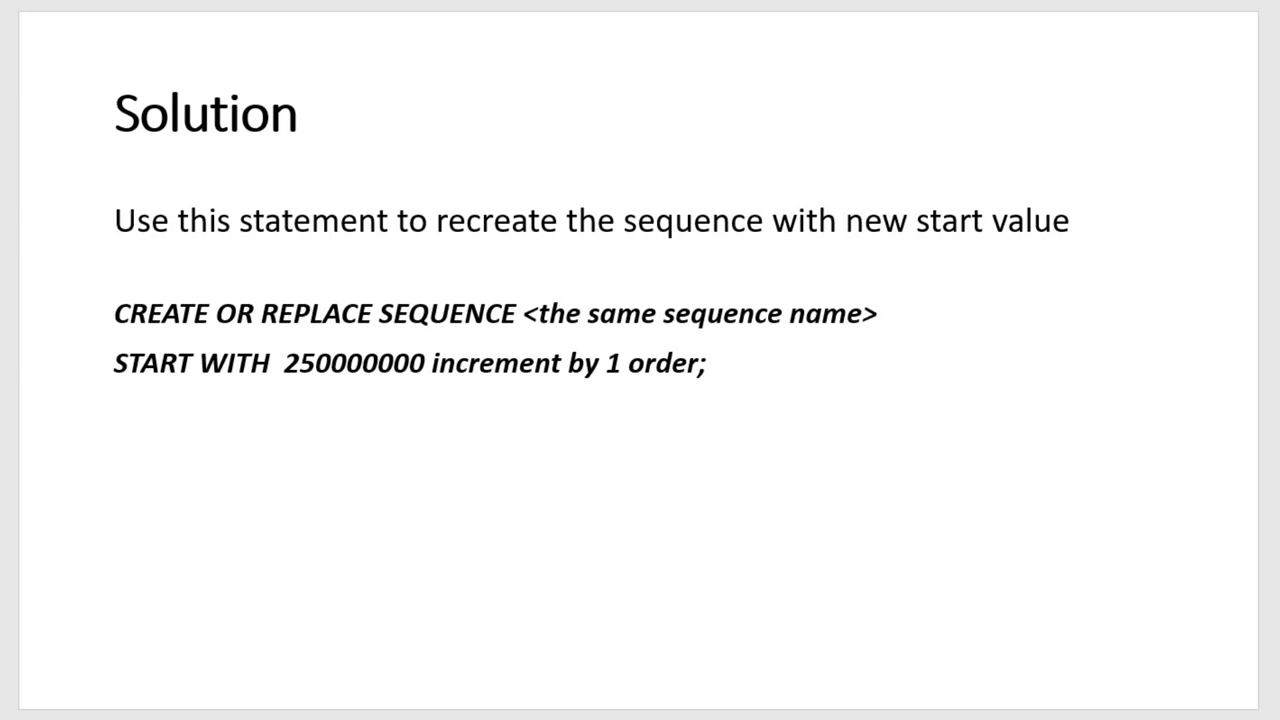 Solution
Use this statement to recreate the sequence with new start value
CREATE OR REPLACE SEQUENCE <the same sequence name>
START WITH  250000000 increment by 1 order;